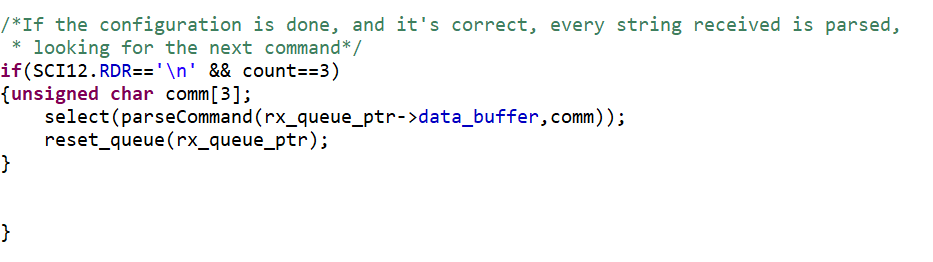 /*If the configuration is done, and it's correct, every string received is parsed,
 * looking for the next command*/
if(SCI12.RDR=='\n' && count==3)
{unsigned char comm[3];
    select(parseCommand(rx_queue_ptr->data_buffer,comm));
    reset_queue(rx_queue_ptr);
}
}